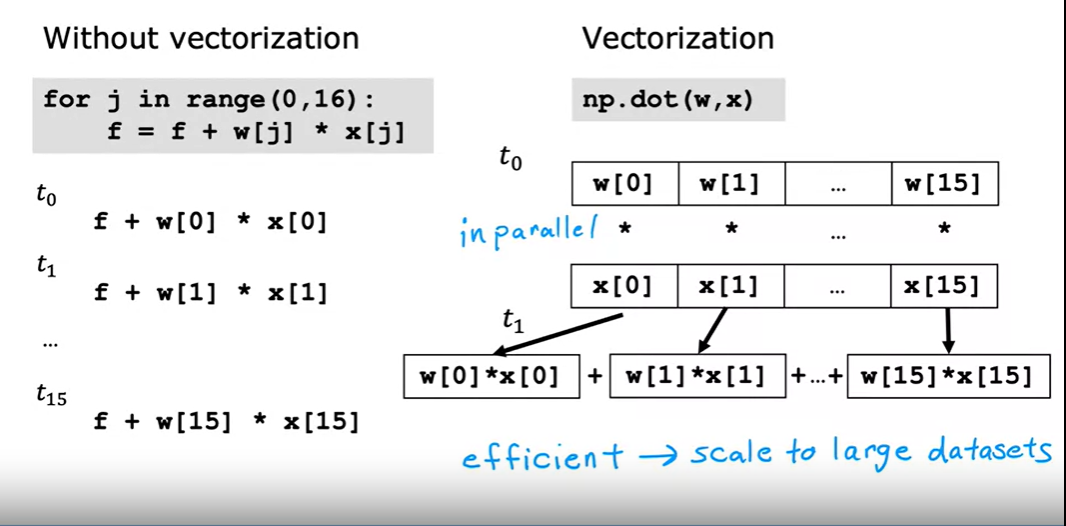 Without vectorization
for j in range(0,16):
f = f + w[j] * x[j]
t0
f + w[0] * x[0]
t1
f + w[1] * x[1]
...
t15
f + w[15] * x[15]
Vectorization
np.dot(w,x)
t0
w[0] w[1] ... w[15]
in parallel * * ... *
x[0] x[1] ... x[15]
t1
w[0]*x[0] + w[1]*x[1] +...+ w[15]*x[15]
efficient → scale to large datasets